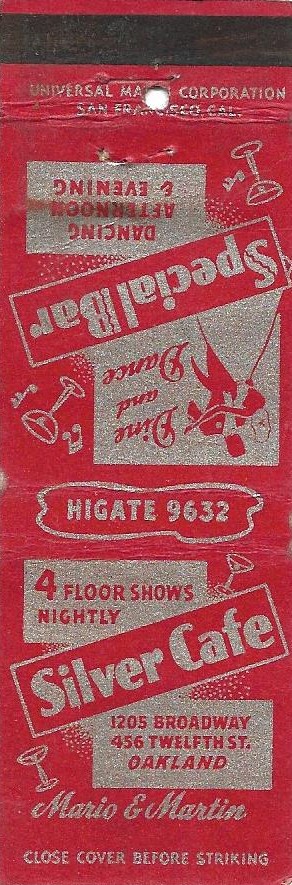 UNIVERSAL MATCH CORPORATION
SAN FRANCISCO, CAL.
Special Bar
DANCING
AFTERNOON
& EVENING
Dine
and
Dance
HIGATE 9632
4 FLOOR SHOWS
NIGHTLY
Silver Cafe
1205 BROADWAY
456 TWELFTH ST.
OAKLAND
Mario & Martin
CLOSE COVER BEFORE STRIKING